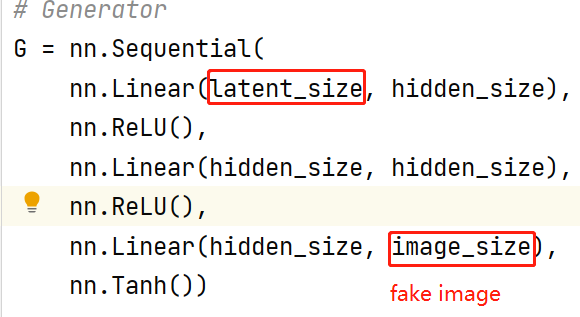 # Generator
G = nn.Sequential(
    nn.Linear(latent_size, hidden_size),
    nn.ReLU(),
    nn.Linear(hidden_size, hidden_size),
    nn.ReLU(),
    nn.Linear(hidden_size, image_size),
    nn.Tanh())
fake image